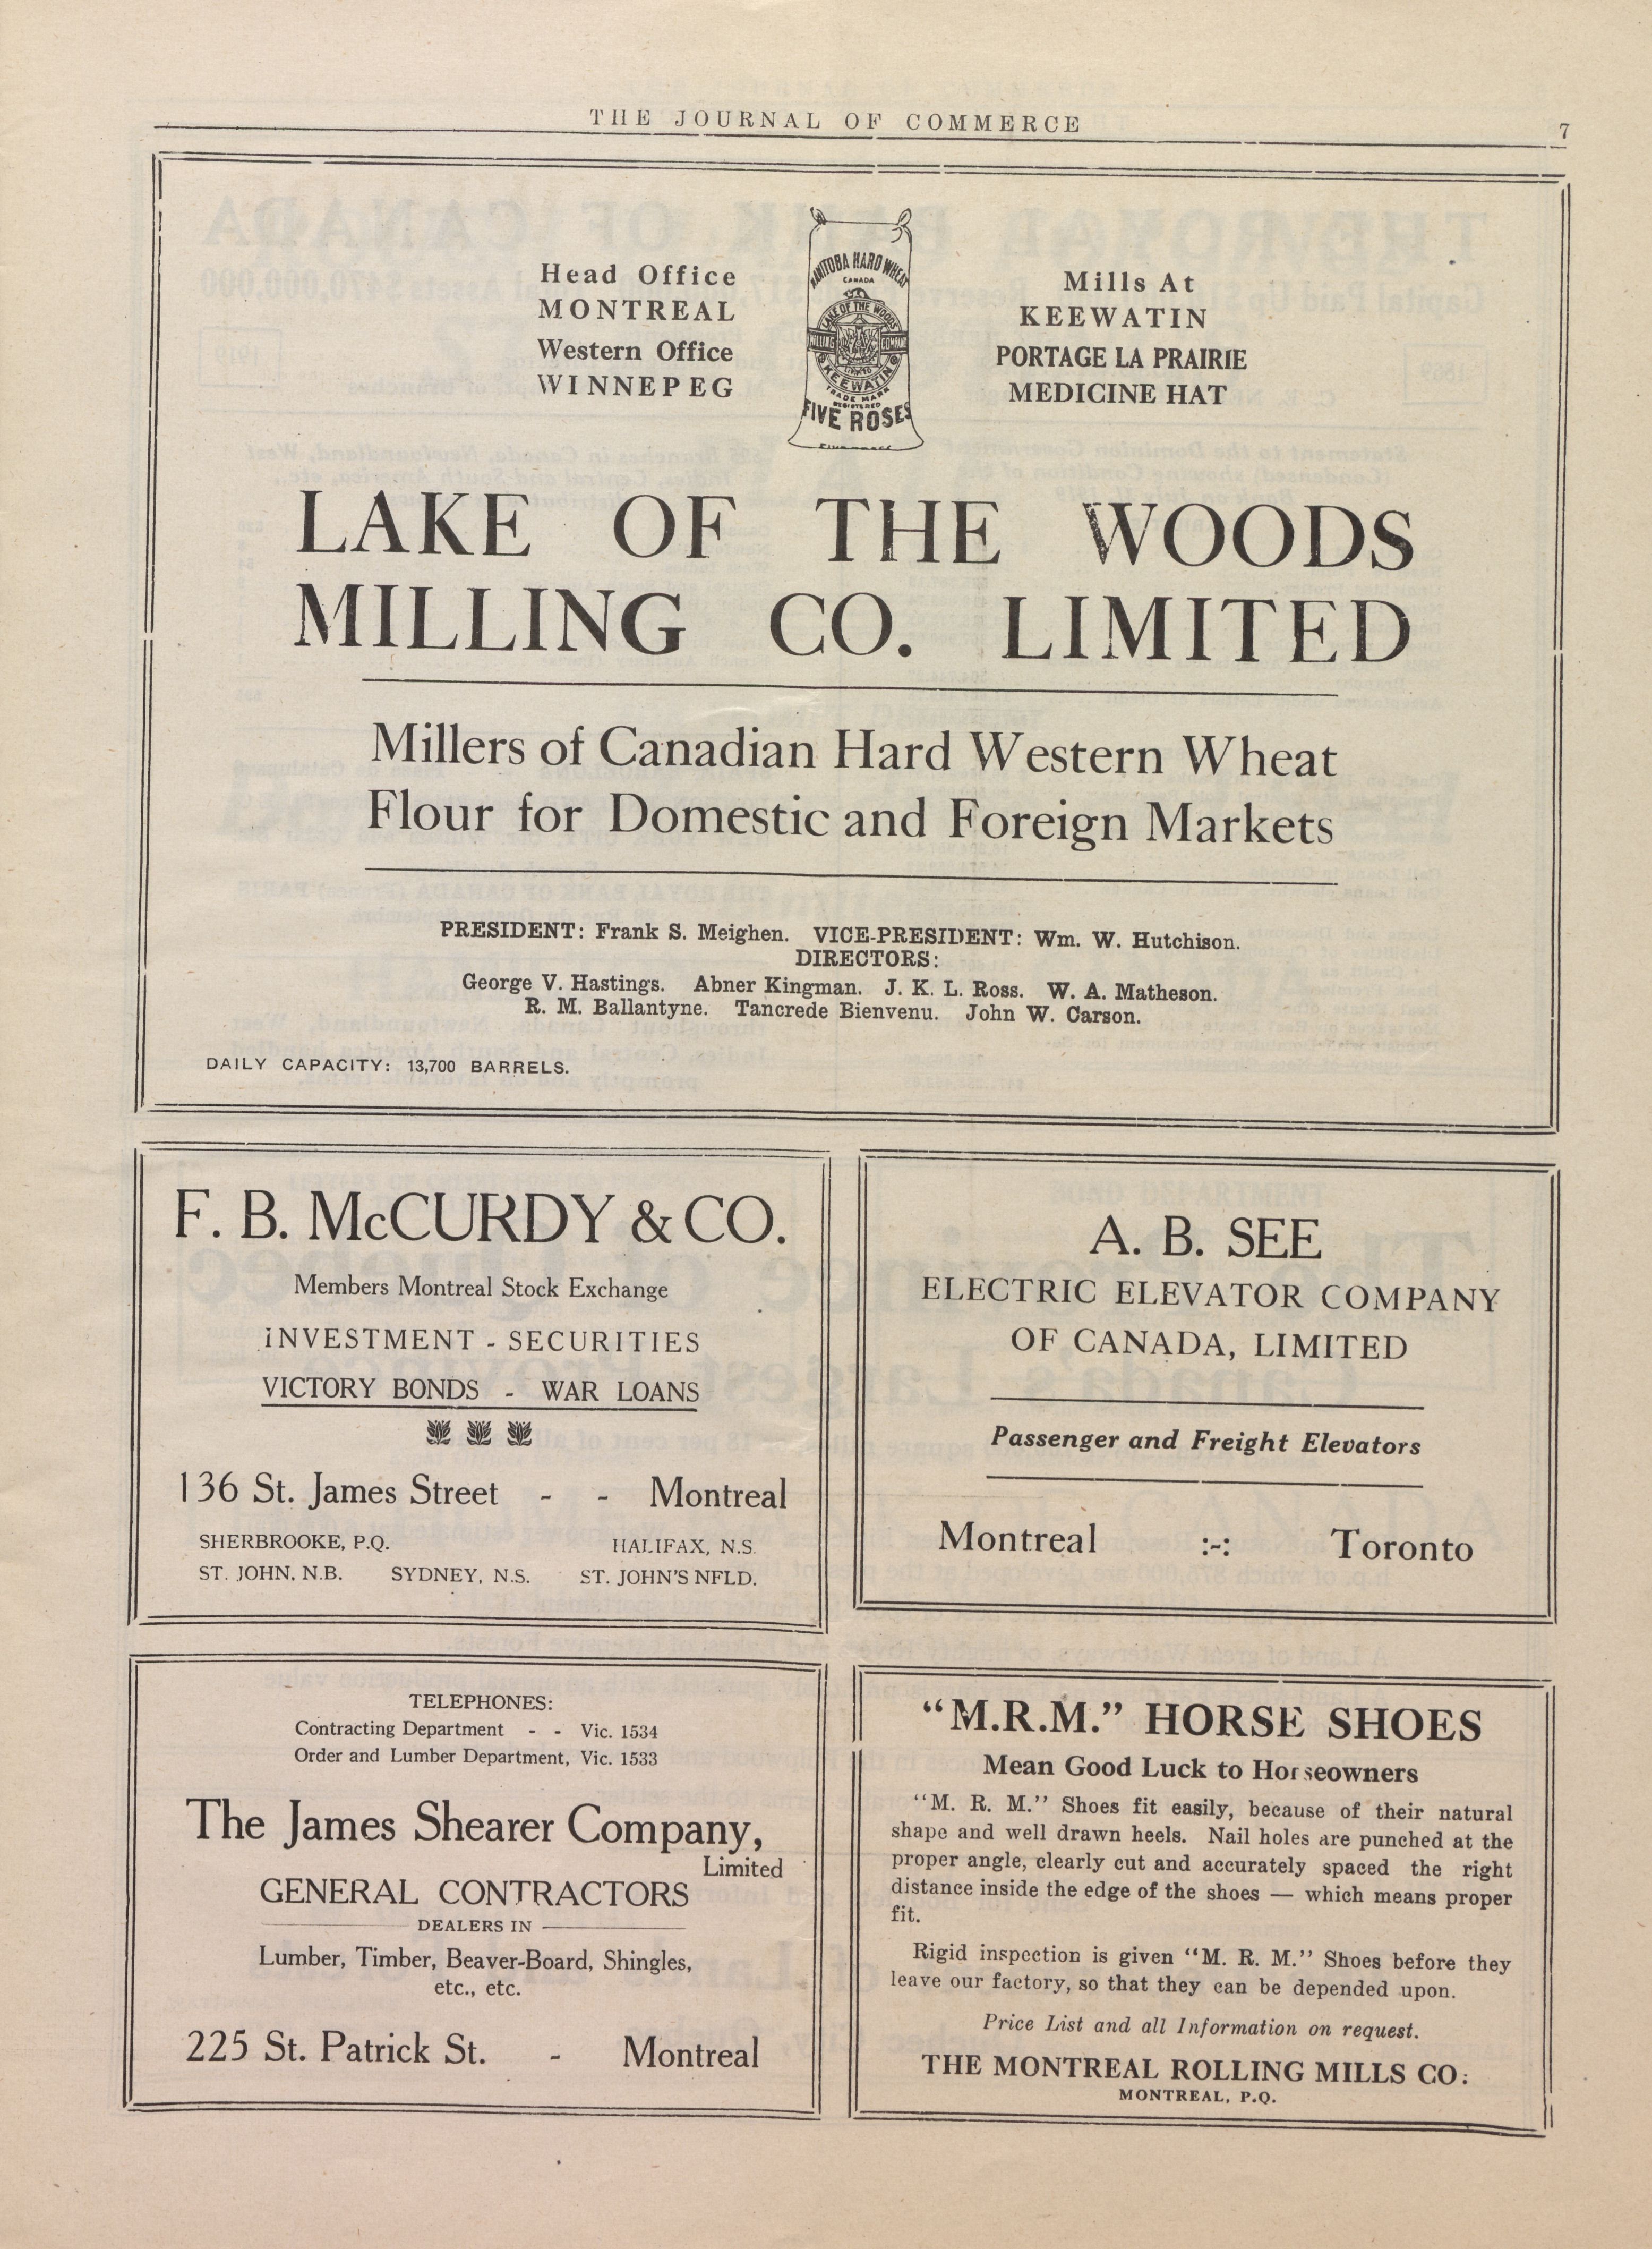 THE JOURNAL OF COMMERCE
7
Head Office
MONTREAL
Western Office
WINNEPEG
MANITOBA HARD WHEAT
CANADA
LAKE OF THE WOODS
MILLING COMPANY
KEEWATIN
TRADE MARK
REGISTERED
FIVE ROSES
Mills At
KEEWATIN
PORTAGE LA PRAIRIE
MEDICINE HAT
LAKE OF THE WOODS
MILLING CO. LIMITED
Millers of Canadian Hard Western Wheat
Flour for Domestic and Foreign Markets
PRESIDENT: Frank S. Meighen. VICE-PRESIDENT: Wm. W. Hutchison.
DIRECTORS:
George V. Hastings. Abner Kingman. J. K. L. Ross. W. A. Matheson.
R. M. Ballantyne. Tancrede Bienvenu. John W. Carson.
DAILY CAPACITY: 13,700 BARRELS.
F. B. McCURDY & CO.
Members Montreal Stock Exchange
INVESTMENT - SECURITIES
VICTORY BONDS - WAR LOANS
136 St. James Street - - Montreal
SHERBROOKE, P.Q. HALIFAX, N.S.
ST. JOHN. N.B. SYDNEY, N.S. ST. JOHN'S NFLD.
A. B. SEE
ELECTRIC ELEVATOR COMPANY
OF CANADA, LIMITED
Passenger and Freight Elevators
Montreal :-: Toronto
TELEPHONES:
Contracting Department - - Vic. 1534
Order and Lumber Department, Vic. 1533
The James Shearer Company,
Limited
GENERAL CONTRACTORS
DEALERS IN
Lumber, Timber, Beaver-Board, Shingles,
etc., etc.
225 St. Patrick St. - Montreal
"M.R.M." HORSE SHOES
Mean Good Luck to Horseowners
"M. R. M." Shoes fit easily, because of their natural
shape and well drawn heels. Nail holes are punched at the
proper angle, clearly cut and accurately spaced the right
distance inside the edge of the shoes — which means proper
fit.
Rigid inspection is given "M. R. M." Shoes before they
leave our factory, so that they can be depended upon.
Price List and all Information on request.
THE MONTREAL ROLLING MILLS CO.
MONTREAL, P.Q.